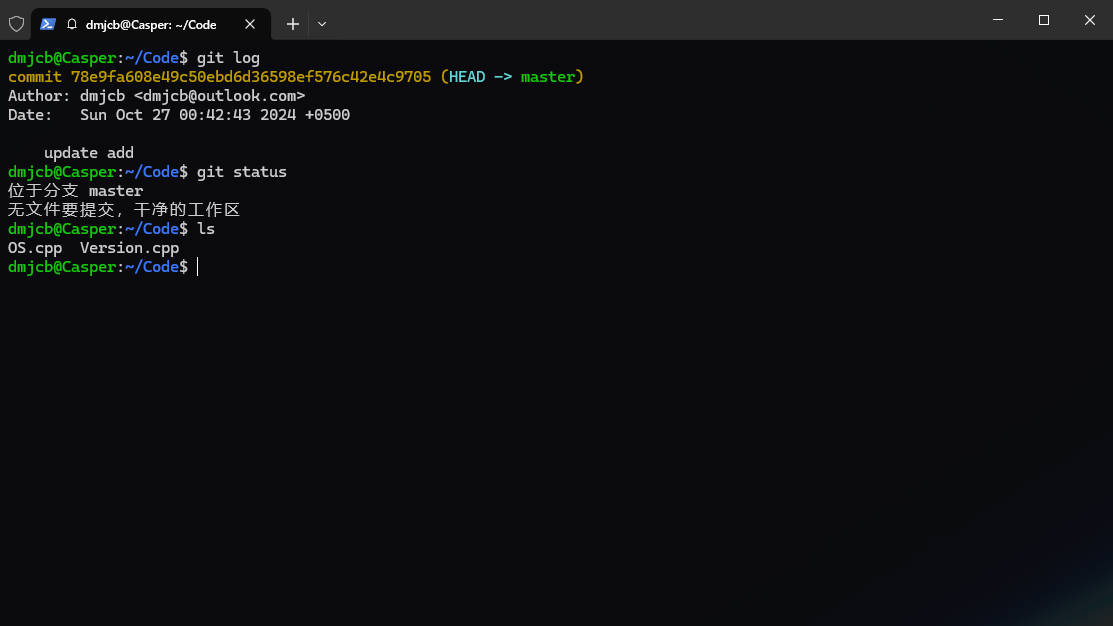 dmjcb@Casper: ~/Code
dmjcb@Casper:~/Code$ git log
commit 78e9fa608e49c50ebd6d36598ef576c42e4c9705 (HEAD -> master)
Author: dmjcb <dmjcb@outlook.com>
Date:   Sun Oct 27 00:42:43 2024 +0500
    update add
dmjcb@Casper:~/Code$ git status
位于分支 master
无文件要提交，干净的工作区
dmjcb@Casper:~/Code$ ls
OS.cpp  Version.cpp
dmjcb@Casper:~/Code$